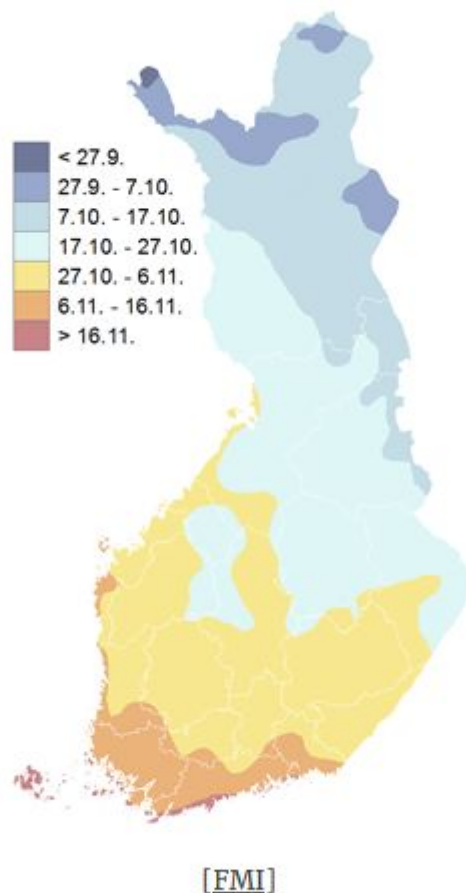 < 27.9.
27.9. - 7.10.
7.10. - 17.10.
17.10. - 27.10.
27.10. - 6.11.
6.11. - 16.11.
> 16.11.
[FMI]